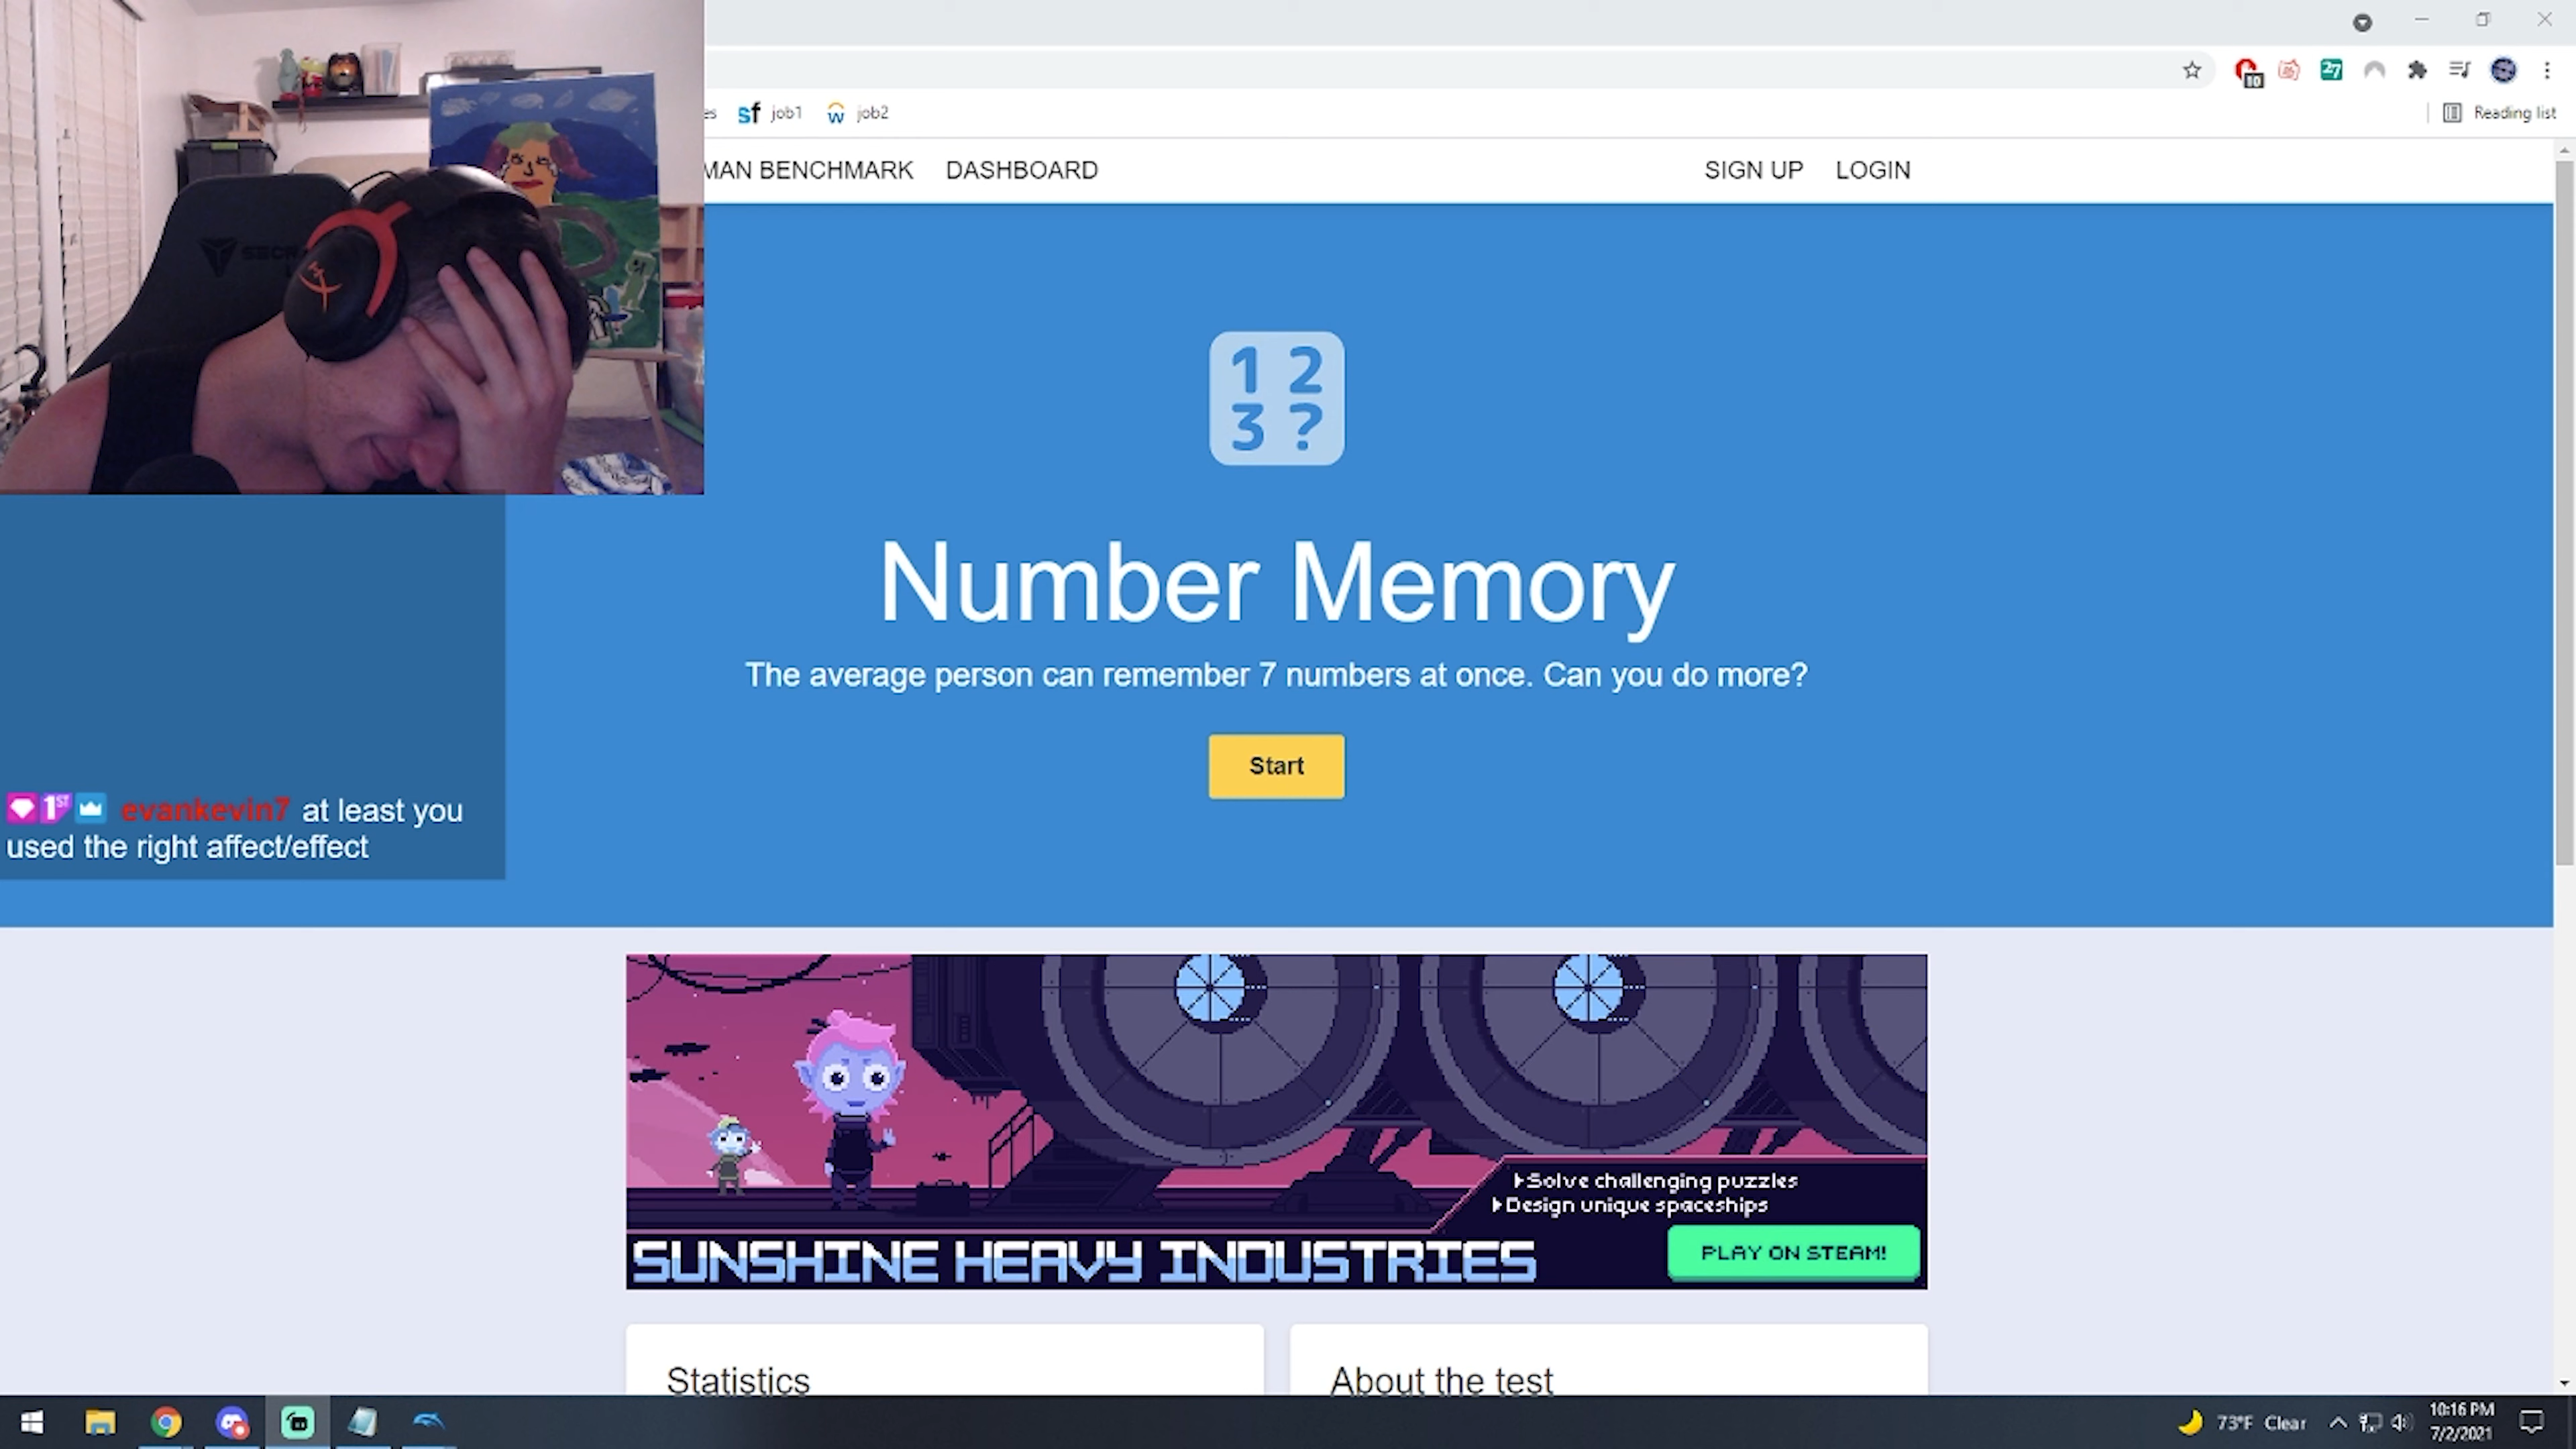 sf job1 job2
Reading list
MAN BENCHMARK DASHBOARD SIGN UP LOGIN
1 2
3 ?
Number Memory
The average person can remember 7 numbers at once. Can you do more?
Start
1ST evankevin7 at least you
used the right affect/effect
Solve challenging puzzles
Design unique spaceships
SUNSHINE HEAVY INDUSTRIES
PLAY ON STEAM!
Statistics
About the test
73°F Clear
10:16 PM
7/2/2021